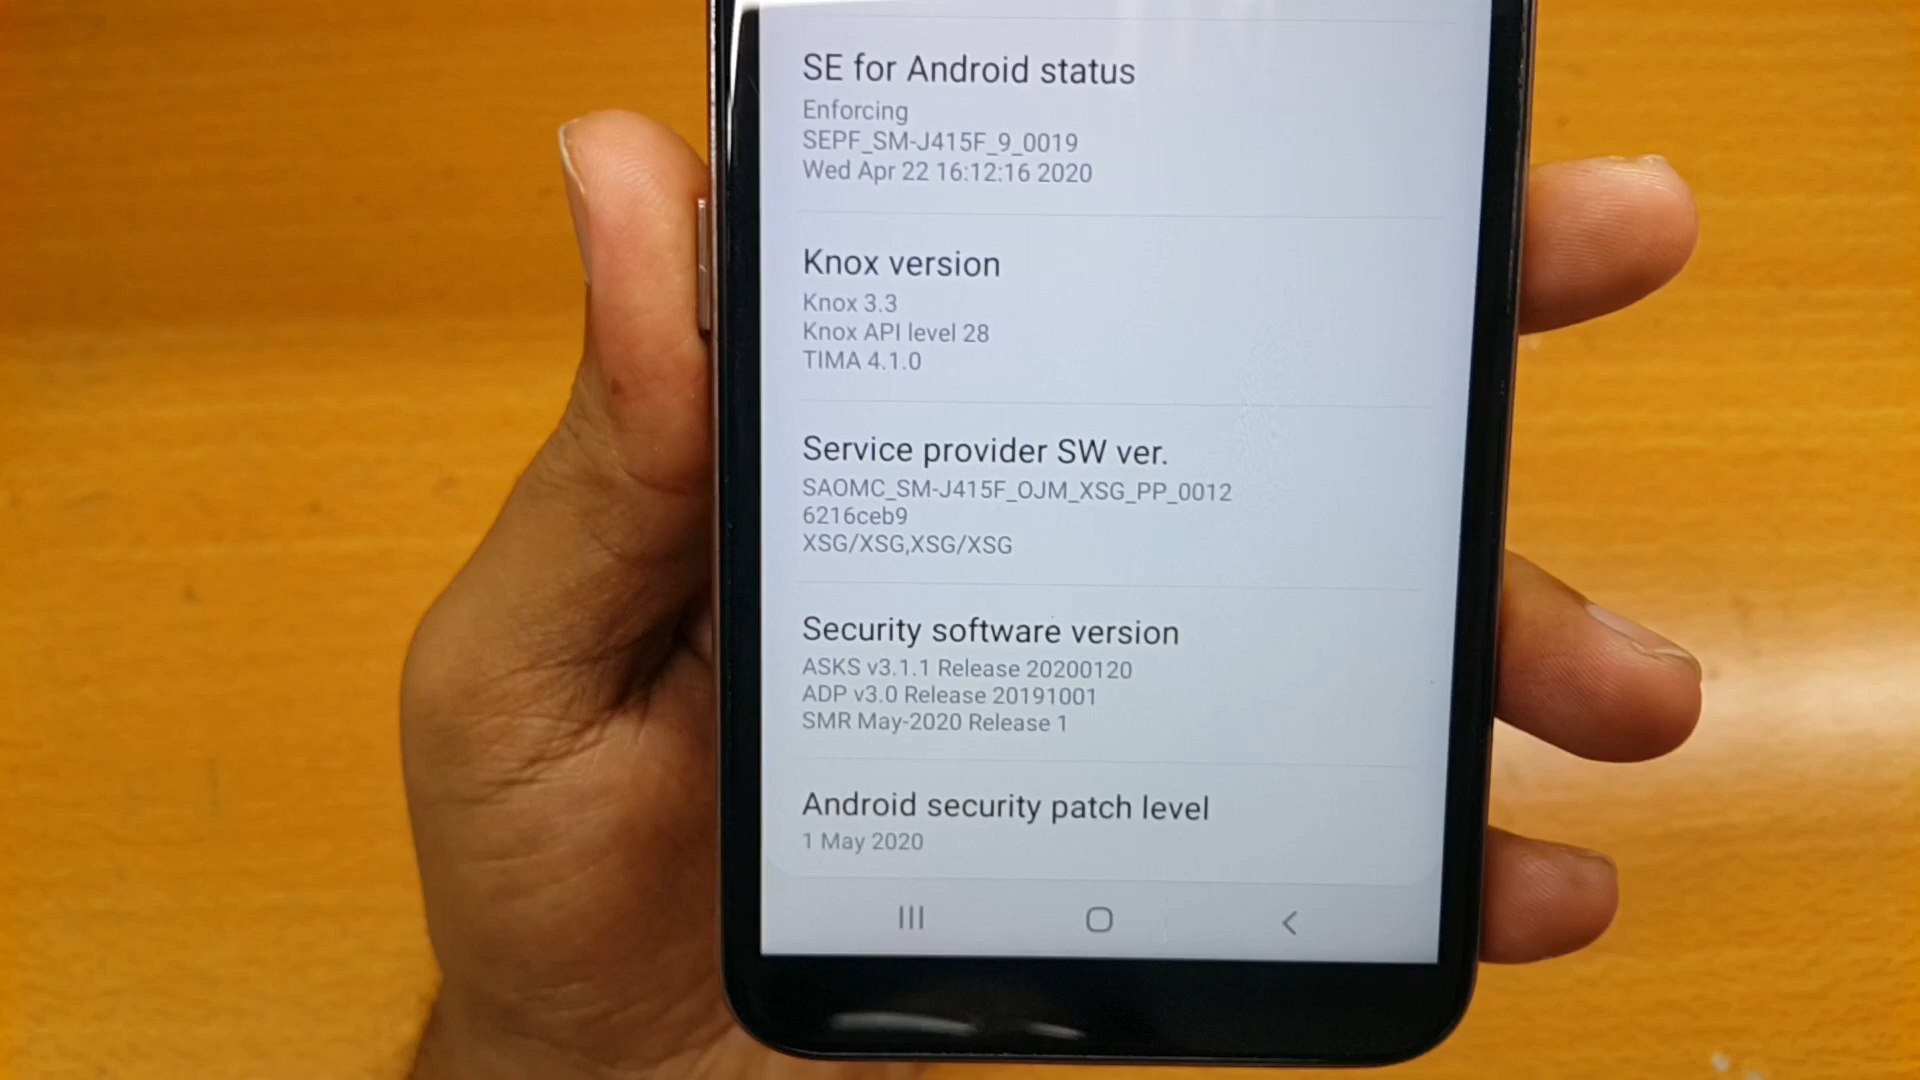 SE for Android status
Enforcing
SEPF_SM-J415F_9_0019
Wed Apr 22 16:12:16 2020
Knox version
Knox 3.3
Knox API level 28
TIMA 4.1.0
Service provider SW ver.
SAOMC_SM-J415F_OJM_XSG_PP_0012
6216ceb9
XSG/XSG,XSG/XSG
Security software version
ASKS v3.1.1 Release 20200120
ADP v3.0 Release 20191001
SMR May-2020 Release 1
Android security patch level
1 May 2020